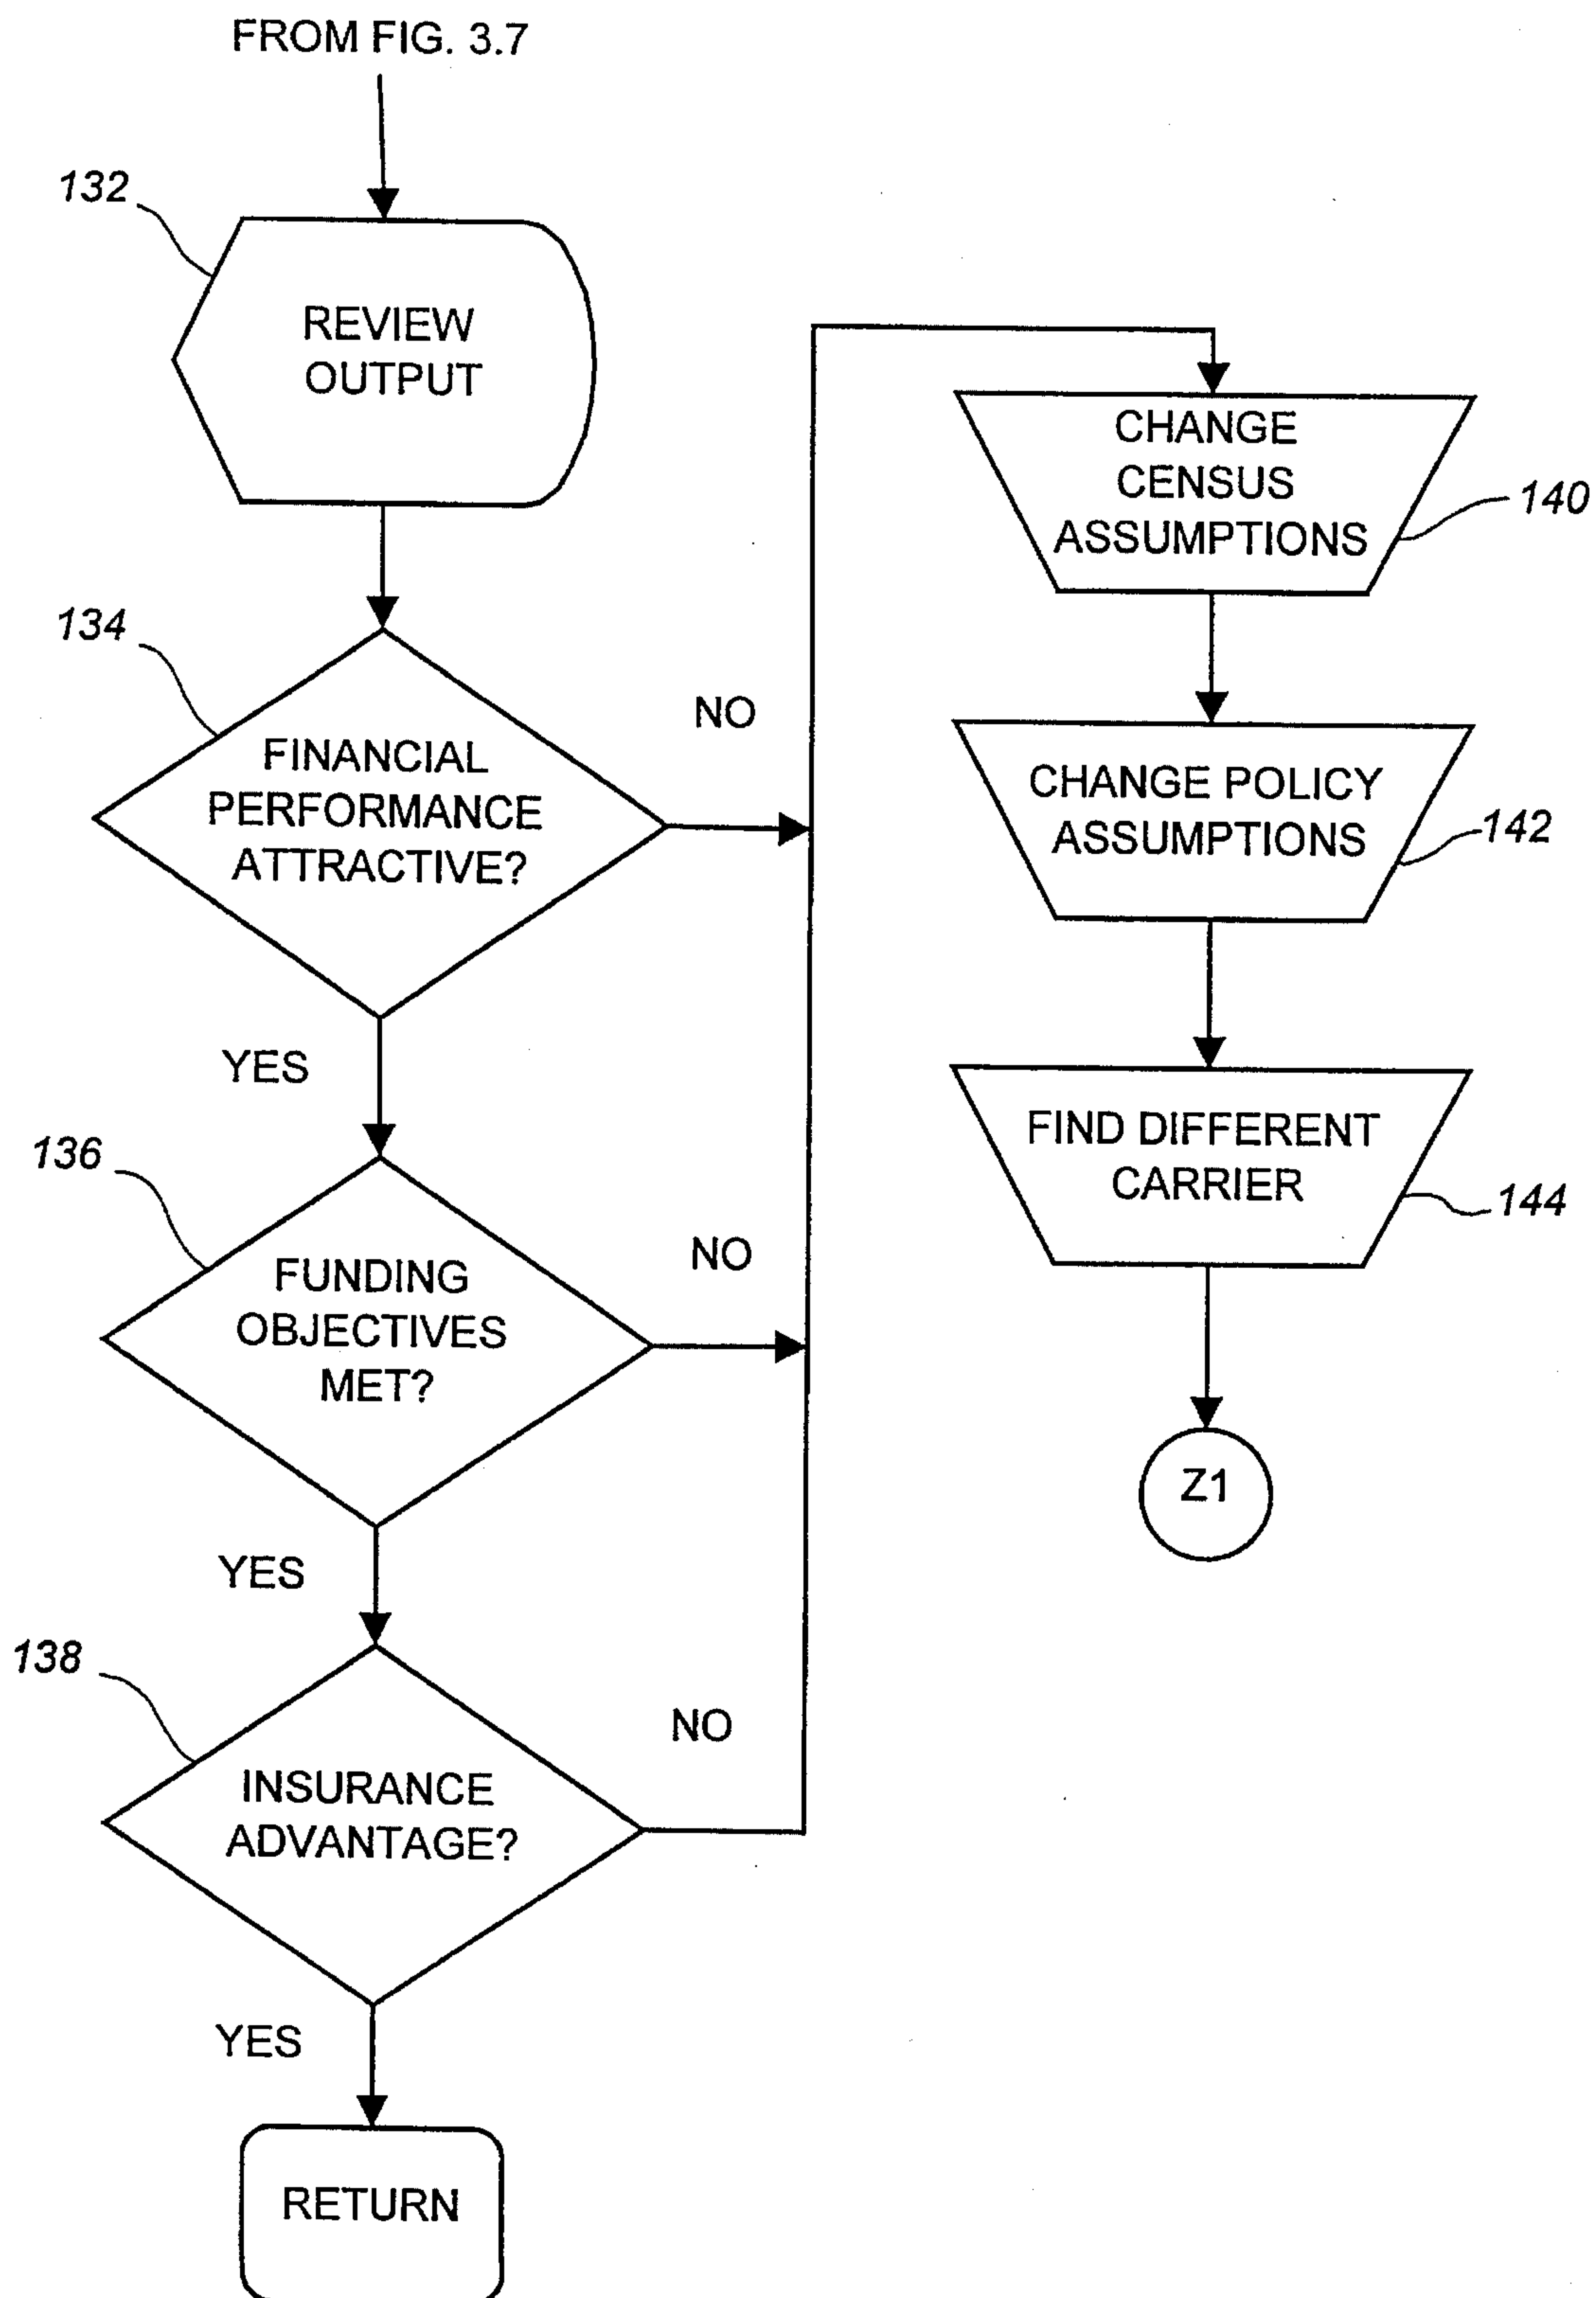 FROM FIG. 3.7
132
REVIEW
OUTPUT
134
FINANCIAL
PERFORMANCE
ATTRACTIVE?
NO
YES
136
FUNDING
OBJECTIVES
MET?
NO
YES
138
INSURANCE
ADVANTAGE?
NO
YES
RETURN
CHANGE
CENSUS
ASSUMPTIONS
140
CHANGE POLICY
ASSUMPTIONS
142
FIND DIFFERENT
CARRIER
144
Z1